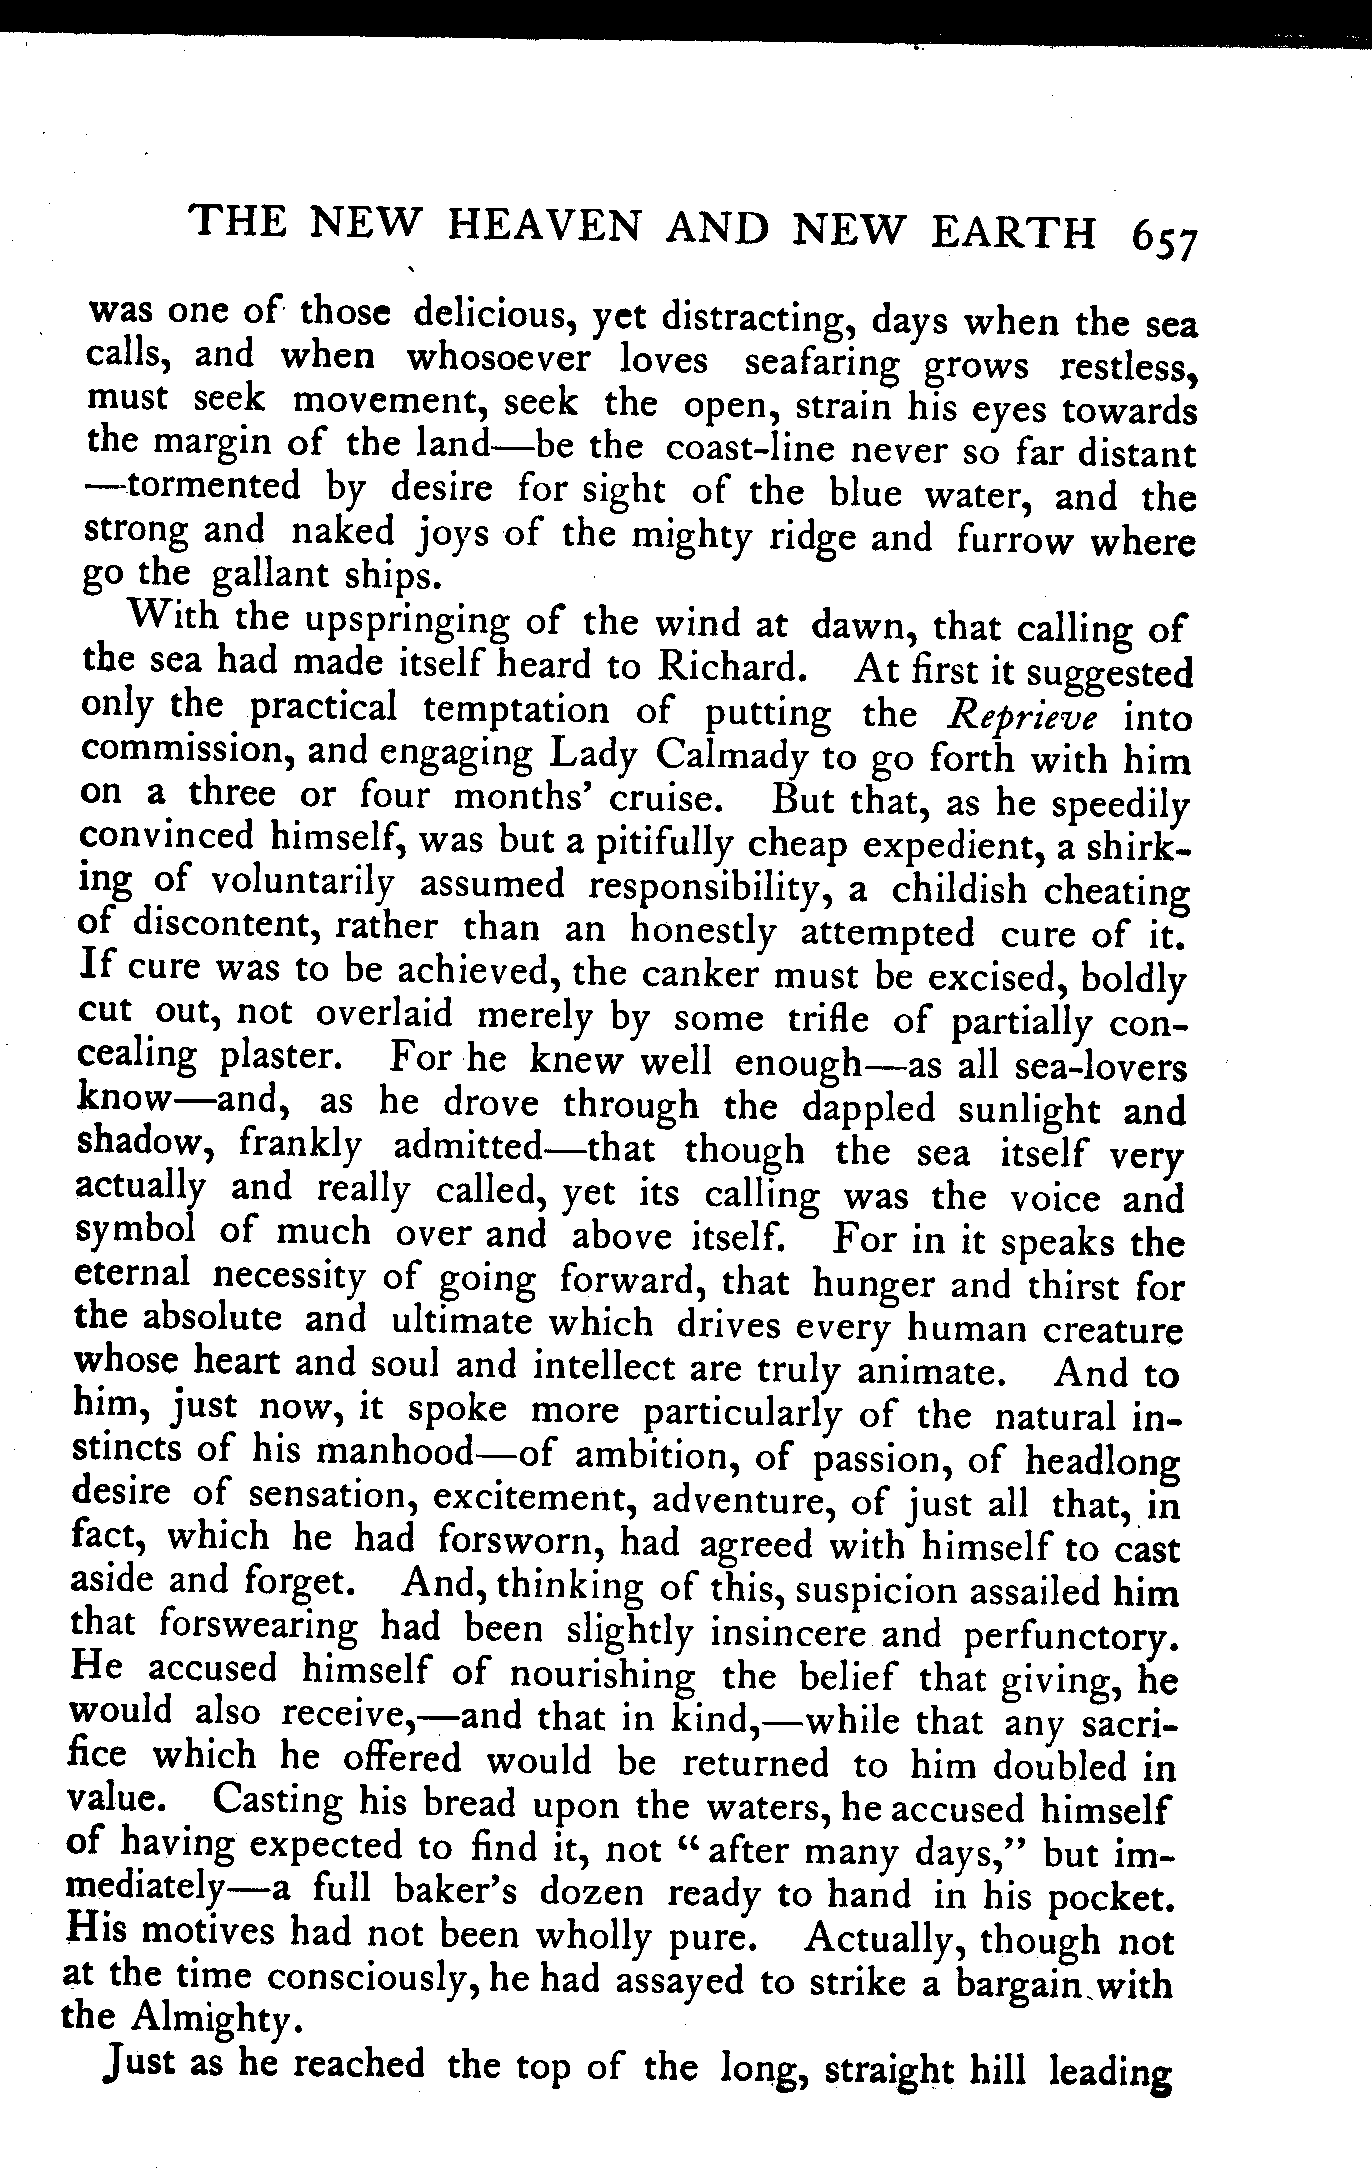 THE NEW HEAVEN AND NEW EARTH 657
was one of those delicious, yet distracting, days when the sea
calls, and when whosoever loves seafaring grows restless,
must seek movement, seek the open, strain his eyes towards
the margin of the land—be the coast-line never so far distant
—tormented by desire for sight of the blue water, and the
strong and naked joys of the mighty ridge and furrow where
go the gallant ships.
With the upspringing of the wind at dawn, that calling of
the sea had made itself heard to Richard. At first it suggested
only the practical temptation of putting the Reprieve into
commission, and engaging Lady Calmady to go forth with him
on a three or four months' cruise. But that, as he speedily
convinced himself, was but a pitifully cheap expedient, a shirk-
ing of voluntarily assumed responsibility, a childish cheating
of discontent, rather than an honestly attempted cure of it.
If cure was to be achieved, the canker must be excised, boldly
cut out, not overlaid merely by some trifle of partially con-
cealing plaster. For he knew well enough—as all sea-lovers
know—and, as he drove through the dappled sunlight and
shadow, frankly admitted—that though the sea itself very
actually and really called, yet its calling was the voice and
symbol of much over and above itself. For in it speaks the
eternal necessity of going forward, that hunger and thirst for
the absolute and ultimate which drives every human creature
whose heart and soul and intellect are truly animate. And to
him, just now, it spoke more particularly of the natural in-
stincts of his manhood—of ambition, of passion, of headlong
desire of sensation, excitement, adventure, of just all that, in
fact, which he had forsworn, had agreed with himself to cast
aside and forget. And, thinking of this, suspicion assailed him
that forswearing had been slightly insincere and perfunctory.
He accused himself of nourishing the belief that giving, he
would also receive,—and that in kind,—while that any sacri-
fice which he offered would be returned to him doubled in
value. Casting his bread upon the waters, he accused himself
of having expected to find it, not "after many days," but im-
mediately—a full baker's dozen ready to hand in his pocket.
His motives had not been wholly pure. Actually, though not
at the time consciously, he had assayed to strike a bargain with
the Almighty.
Just as he reached the top of the long, straight hill leading